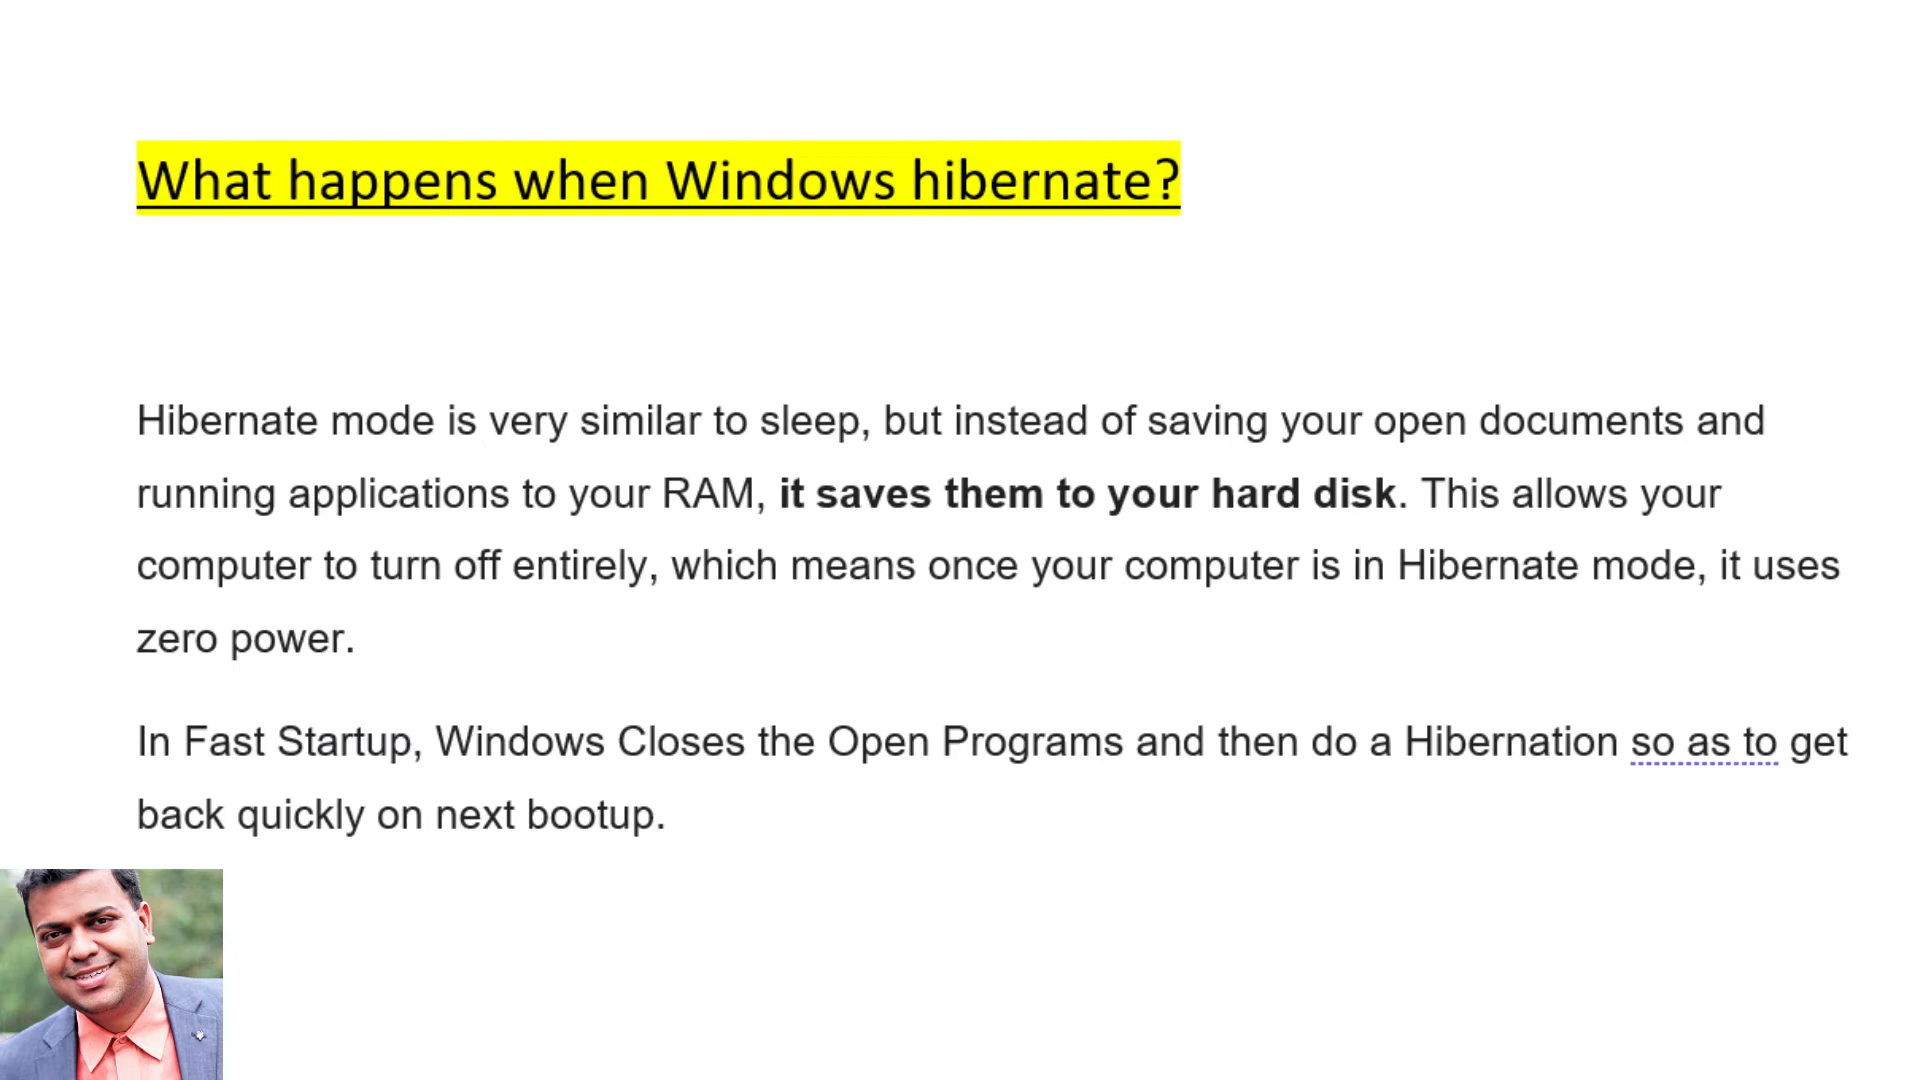 What happens when Windows hibernate?
Hibernate mode is very similar to sleep, but instead of saving your open documents and
running applications to your RAM, it saves them to your hard disk. This allows your
computer to turn off entirely, which means once your computer is in Hibernate mode, it uses
zero power.
In Fast Startup, Windows Closes the Open Programs and then do a Hibernation so as to get
back quickly on next bootup.